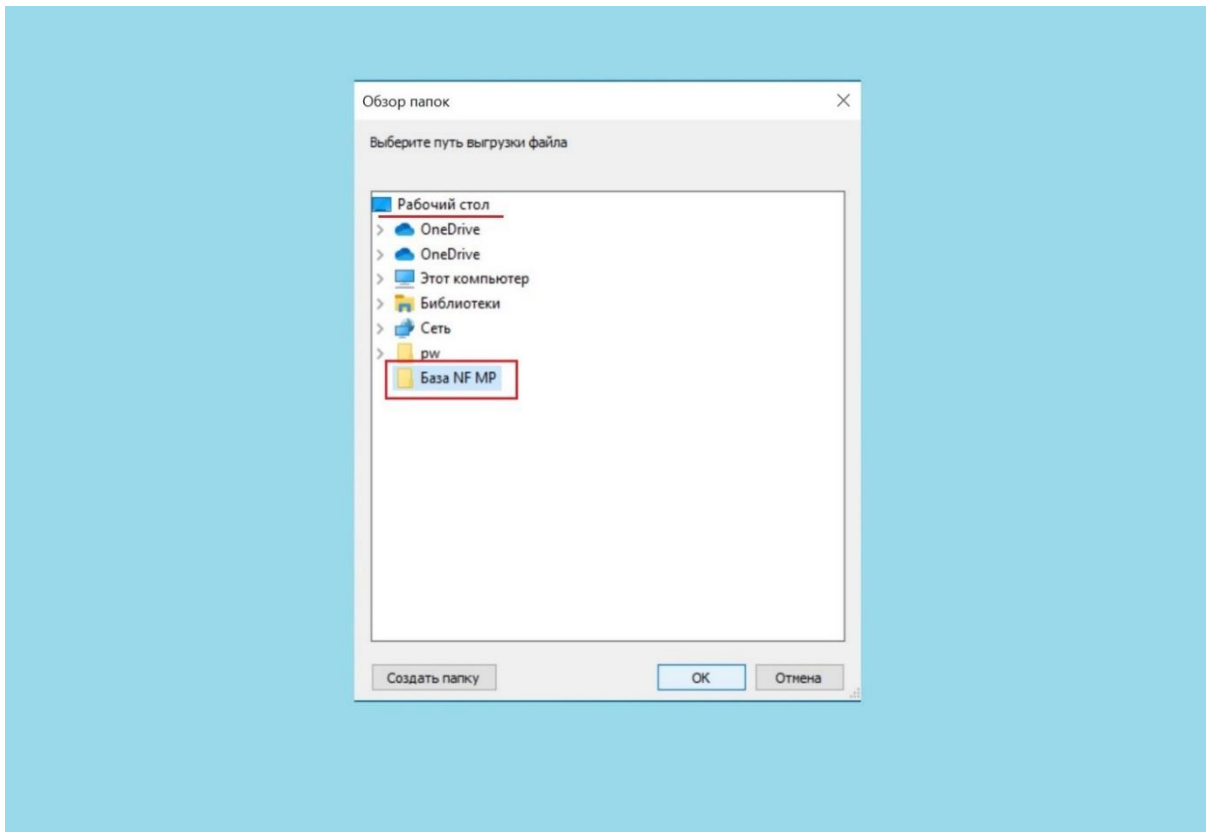 Обзор папок
Выберите путь выгрузки файла
Рабочий стол
OneDrive
OneDrive
Этот компьютер
Библиотеки
Сеть
pw
База NF MP
Создать папку
ОК
Отмена